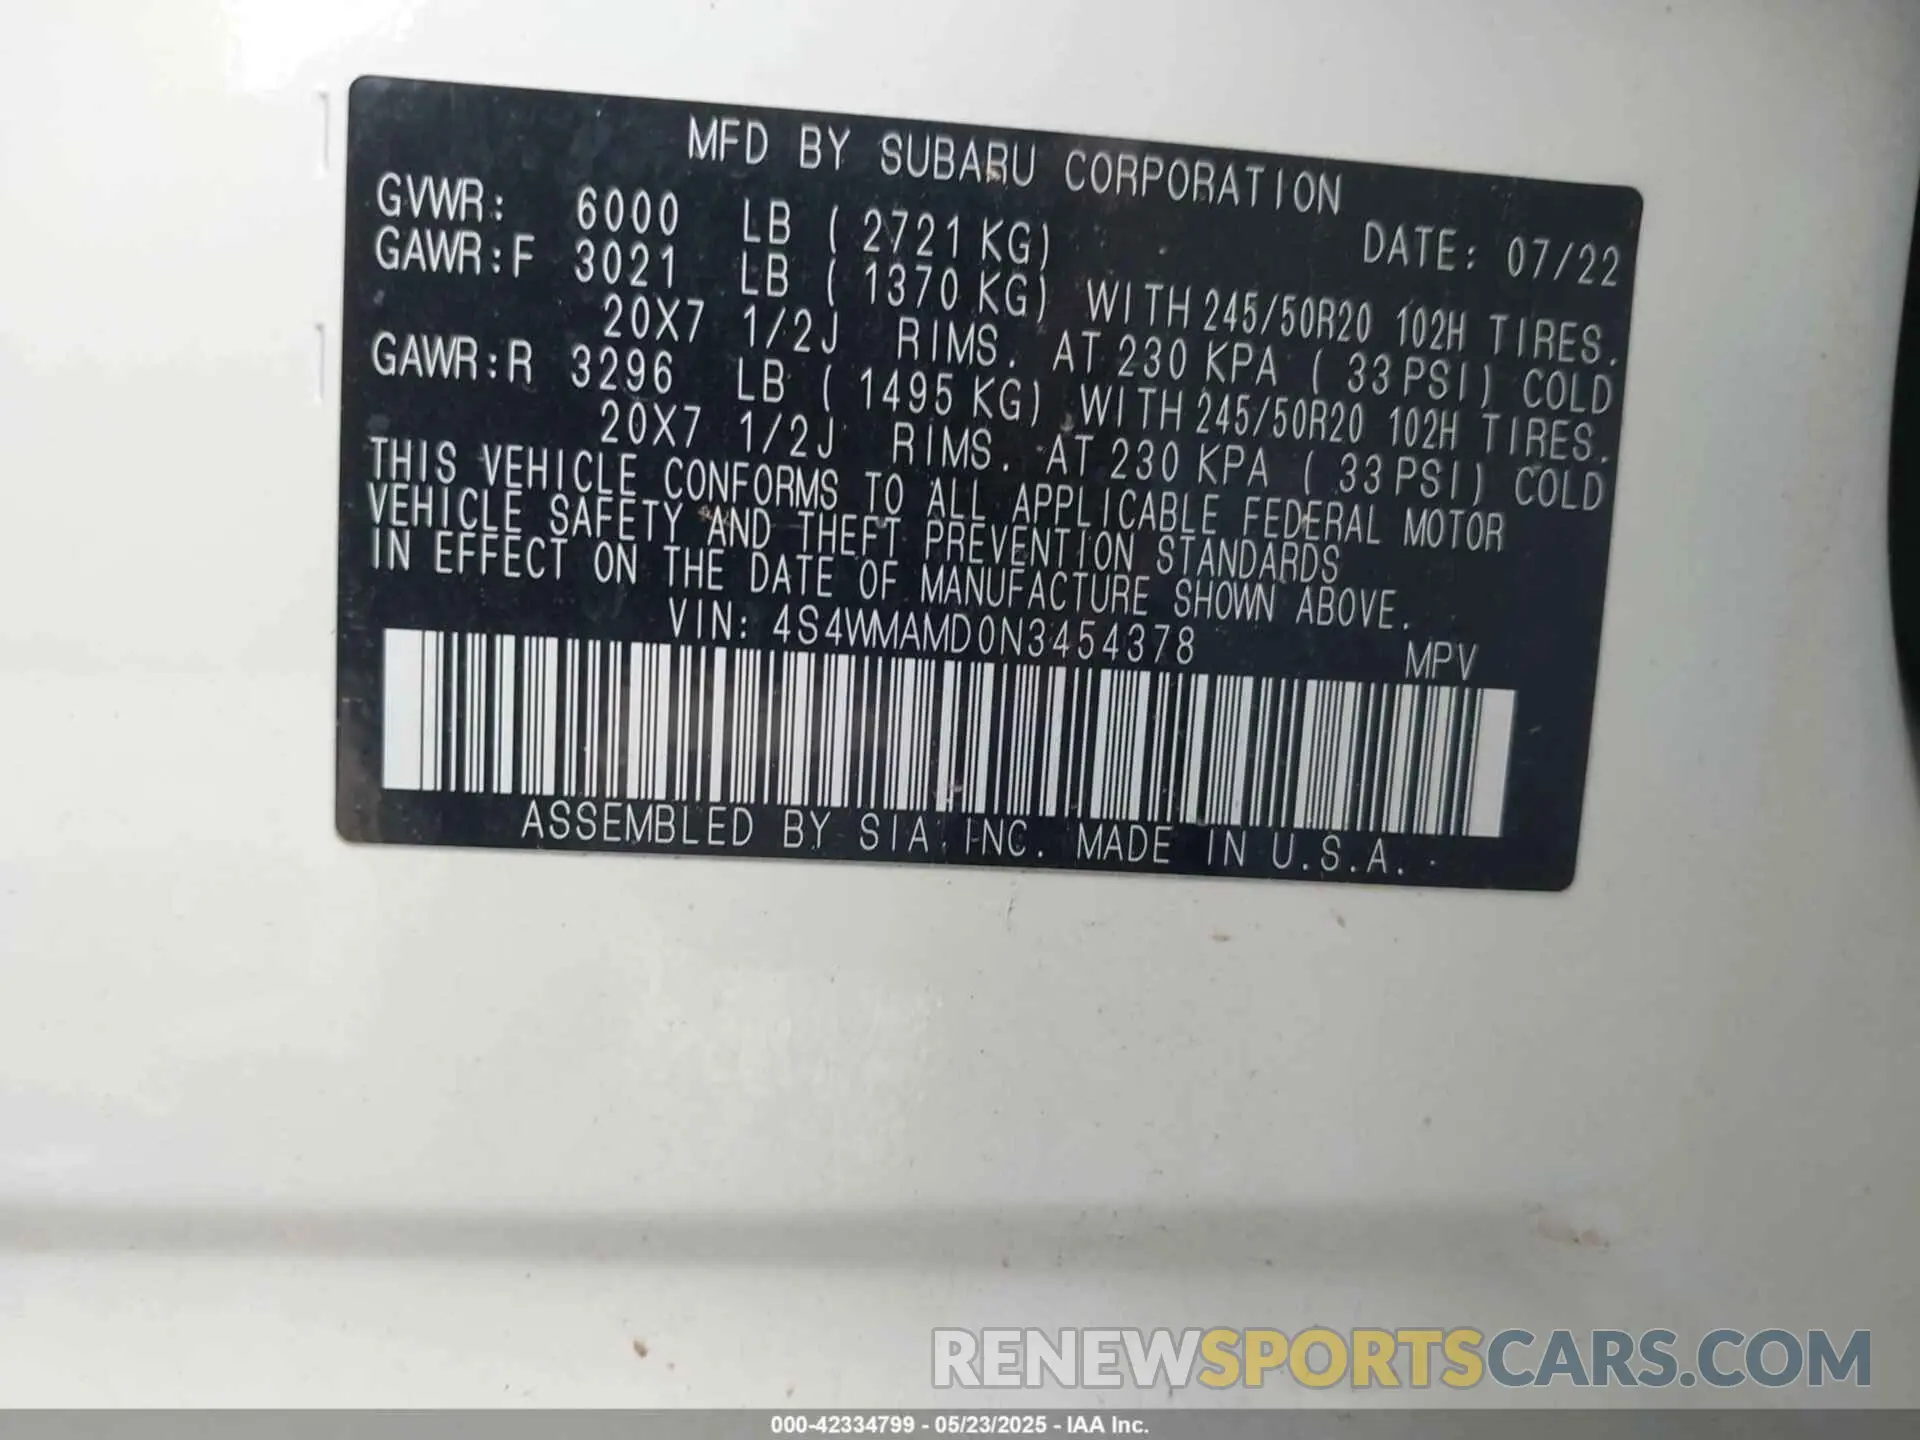 MFD BY SUBARU CORPORATION
GVWR: 6000 LB ( 2721 KG) DATE: 07/22
GAWR:F 3021 LB ( 1370 KG) WITH 245/50R20 102H TIRES.
20X7 1/2J RIMS. AT 230 KPA ( 33 PSI) COLD
GAWR:R 3296 LB ( 1495 KG) WITH 245/50R20 102H TIRES.
20X7 1/2J RIMS. AT 230 KPA ( 33 PSI) COLD
THIS VEHICLE CONFORMS TO ALL APPLICABLE FEDERAL MOTOR
VEHICLE SAFETY AND THEFT PREVENTION STANDARDS
IN EFFECT ON THE DATE OF MANUFACTURE SHOWN ABOVE.
VIN: 4S4WMAMD0N3454378 MPV
ASSEMBLED BY SIA INC. MADE IN U.S.A.
RENEWSPORTSCARS.COM
000-42334799 - 05/23/2025 - IAA Inc.